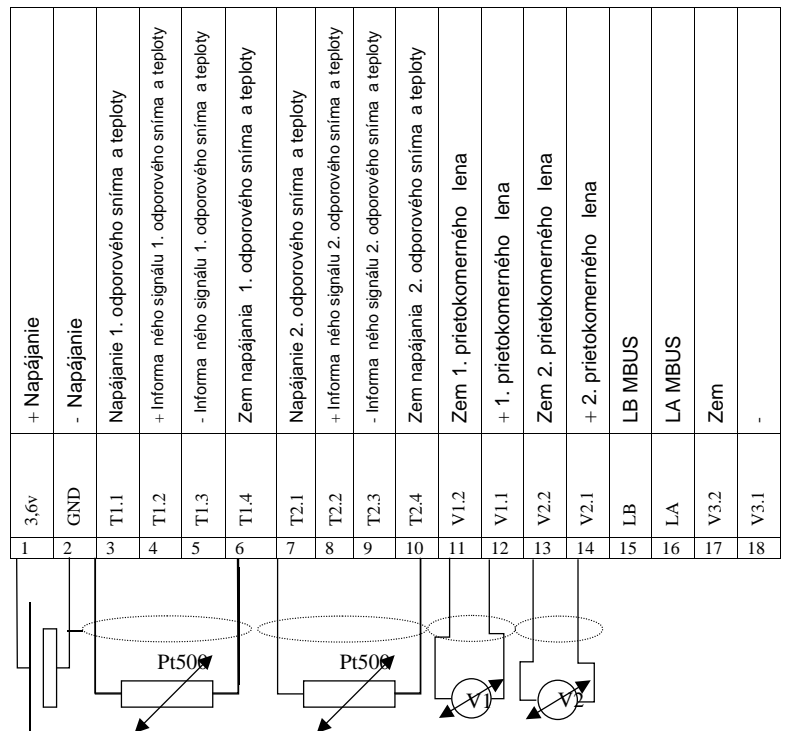 + Napájanie
- Napájanie
Napájanie 1. odporového sníma a teploty
+ Informa ného signálu 1. odporového sníma a teploty
- Informa ného signálu 1. odporového sníma a teploty
Zem napájania 1. odporového sníma a teploty
Napájanie 2. odporového sníma a teploty
+ Informa ného signálu 2. odporového sníma a teploty
- Informa ného signálu 2. odporového sníma a teploty
Zem napájania 2. odporového sníma a teploty
Zem 1. prietokomerného lena
+ 1. prietokomerného lena
Zem 2. prietokomerného lena
+ 2. prietokomerného lena
LB MBUS
LA MBUS
Zem
-
3,6v GND T1.1 T1.2 T1.3 T1.4 T2.1 T2.2 T2.3 T2.4 V1.2 V1.1 V2.2 V2.1 LB LA V3.2 V3.1
1 2 3 4 5 6 7 8 9 10 11 12 13 14 15 16 17 18
Pt500 Pt500
V1 V2